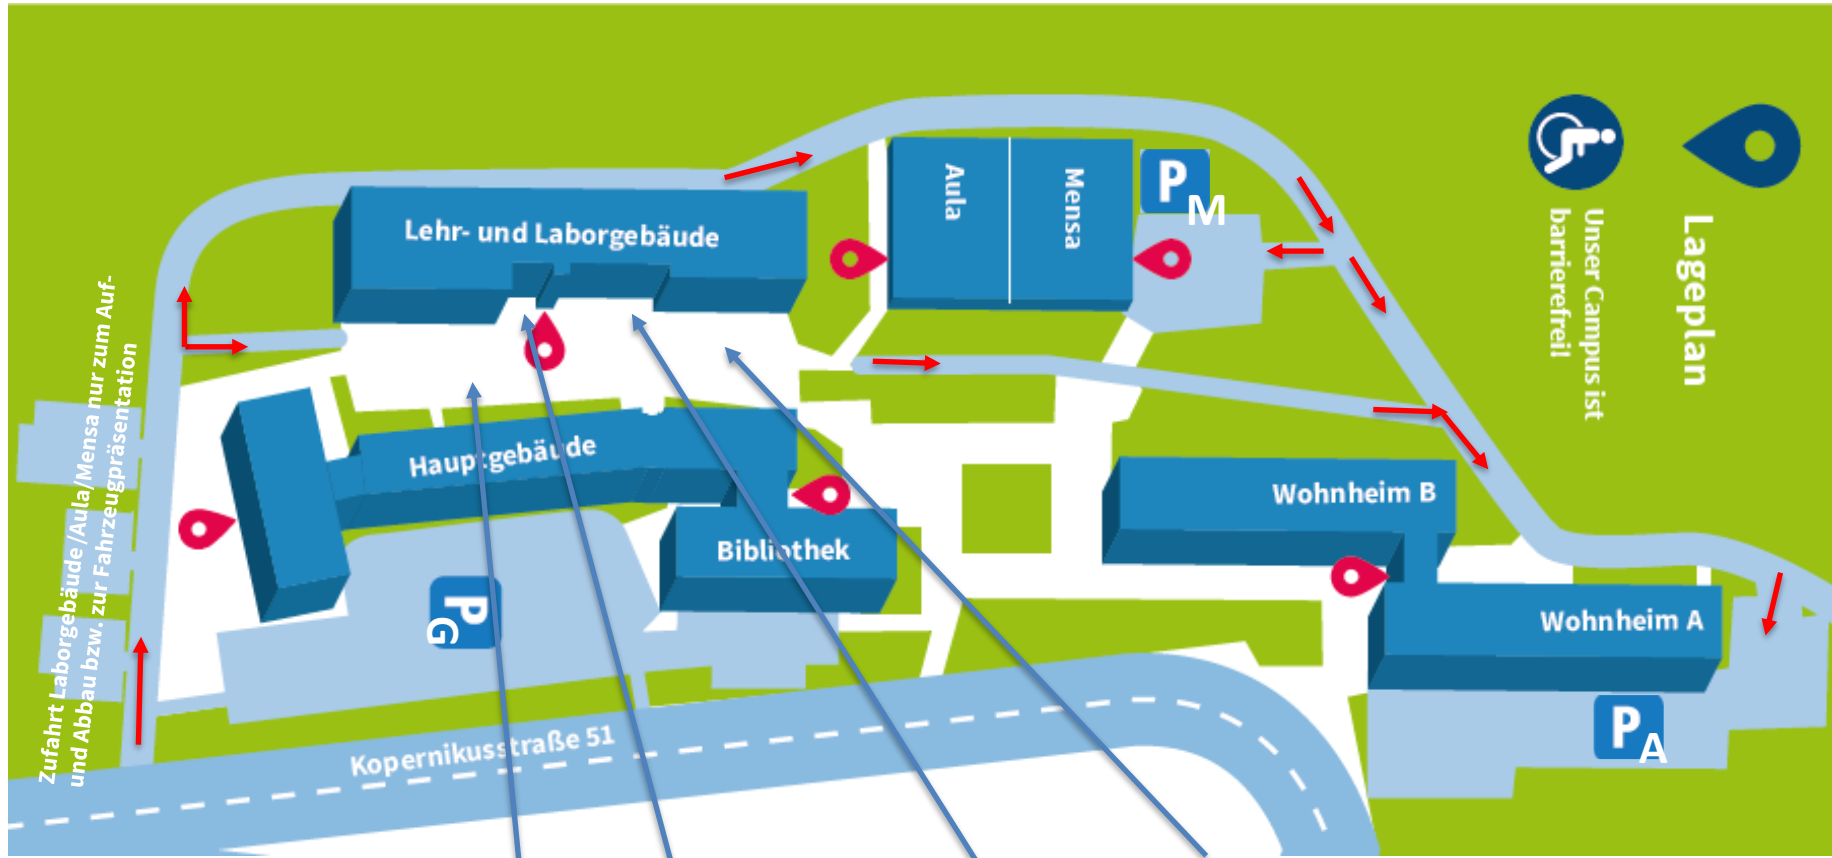 Lehr- und Laborgebäude
Aula
Mensa
P
M
Lageplan
Unser Campus ist
barrierefrei!
Zufahrt Laborgebäude /Aula/Mensa nur zum Auf-
und Abbau bzw. zur Fahrzeugpräsentation
Hauptgebäude
Bibliothek
P
G
Wohnheim B
Wohnheim A
P
A
Kopernikusstraße 51